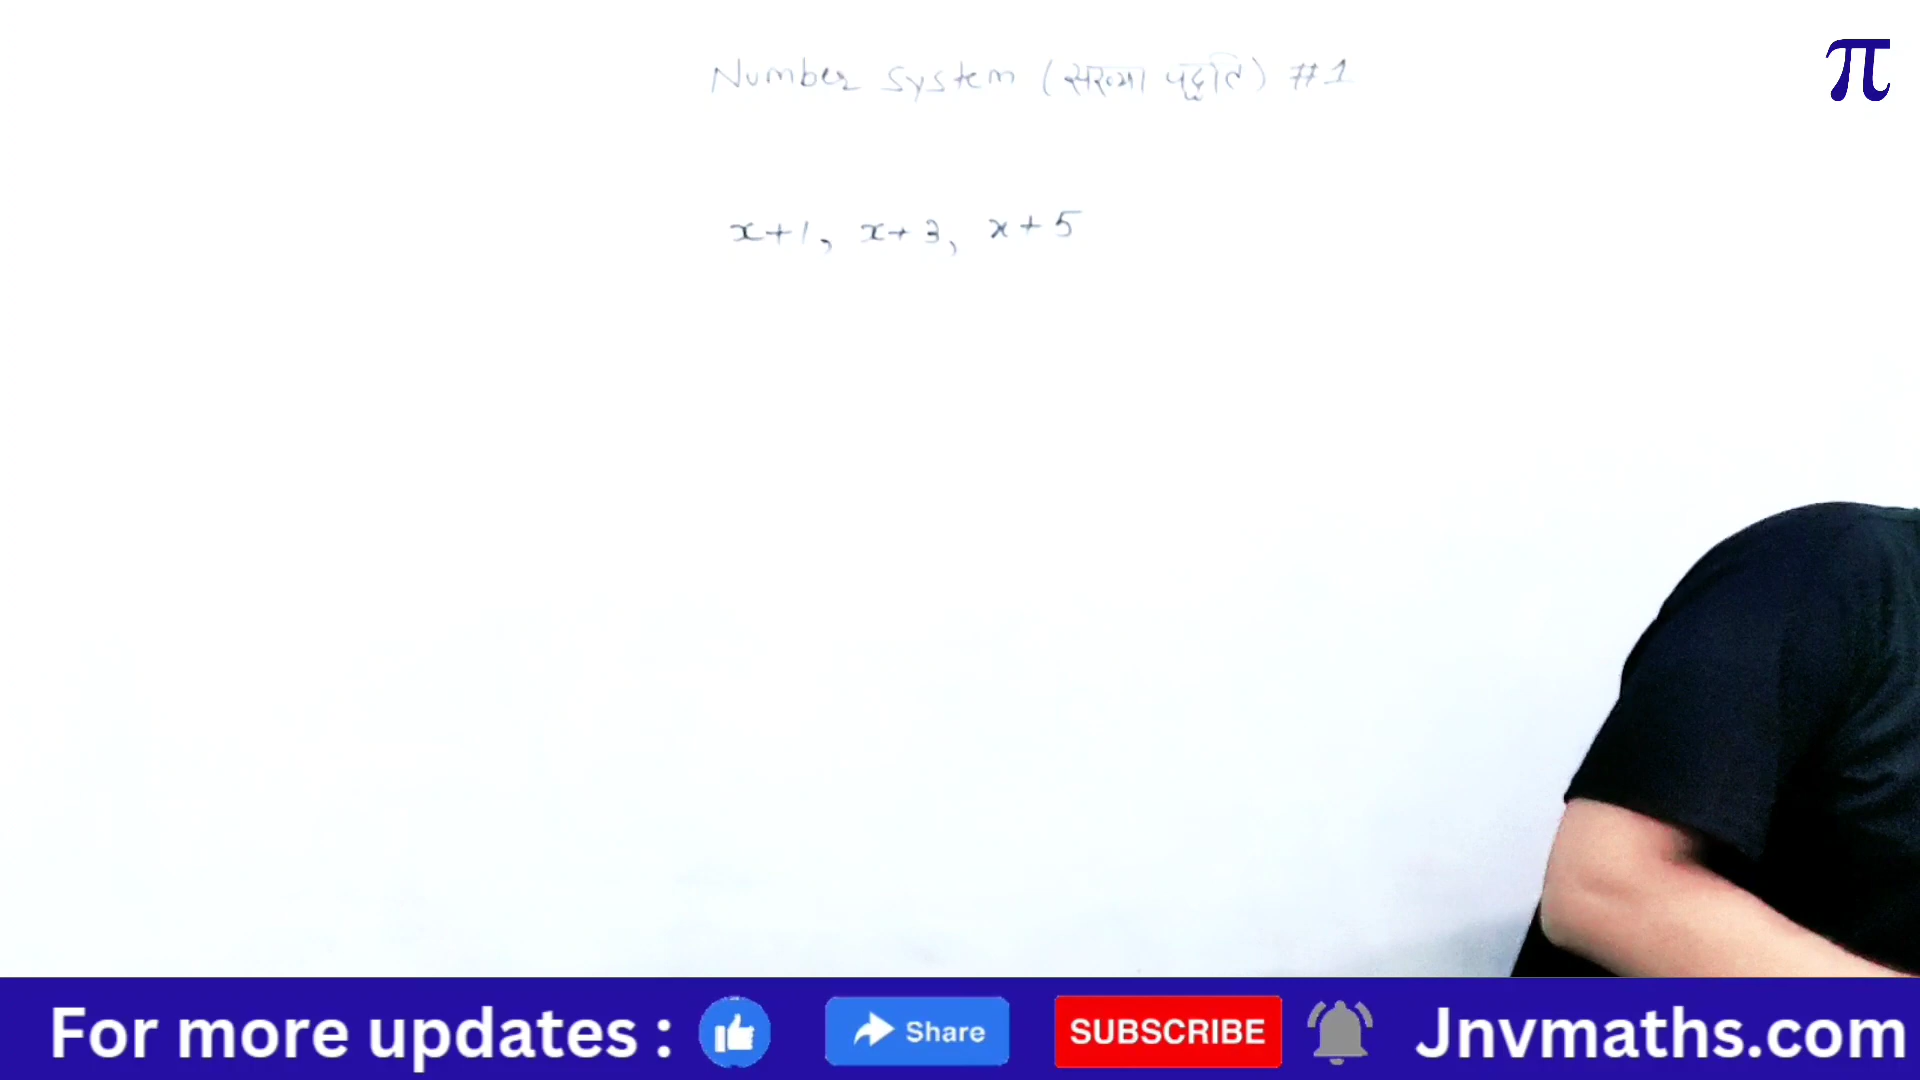 Number System (संख्या पद्धति) #1
π
x+1, x+3, x+5
For more updates : Share SUBSCRIBE Jnvmaths.com